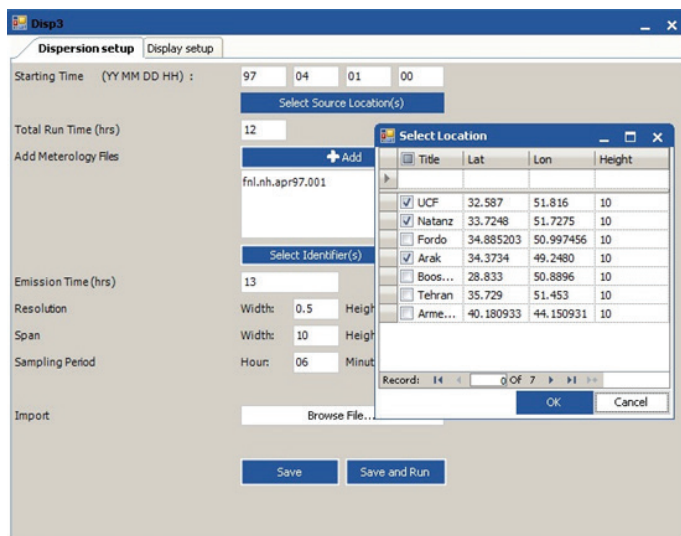 Disp3
Dispersion setup Display setup
Starting Time (YY MM DD HH) : 97 04 01 00
Select Source Location(s)
Total Run Time (hrs) 12
Add Meterology Files Add
fnl.nh.apr97.001
Select Identifier(s)
Emission Time (hrs) 13
Resolution Width: 0.5 Heigh
Span Width: 10 Heigh
Sampling Period Hour: 06 Minut
Import Browse File...
Save Save and Run
Select Location
Title Lat Lon Height
UCF 32.587 51.816 10
Natanz 33.7248 51.7275 10
Fordo 34.885203 50.997456 10
Arak 34.3734 49.2480 10
Boos... 28.833 50.8896 10
Tehran 35.729 51.453 10
Arme... 40.180933 44.150931 10
Record: 0 Of 7
OK Cancel